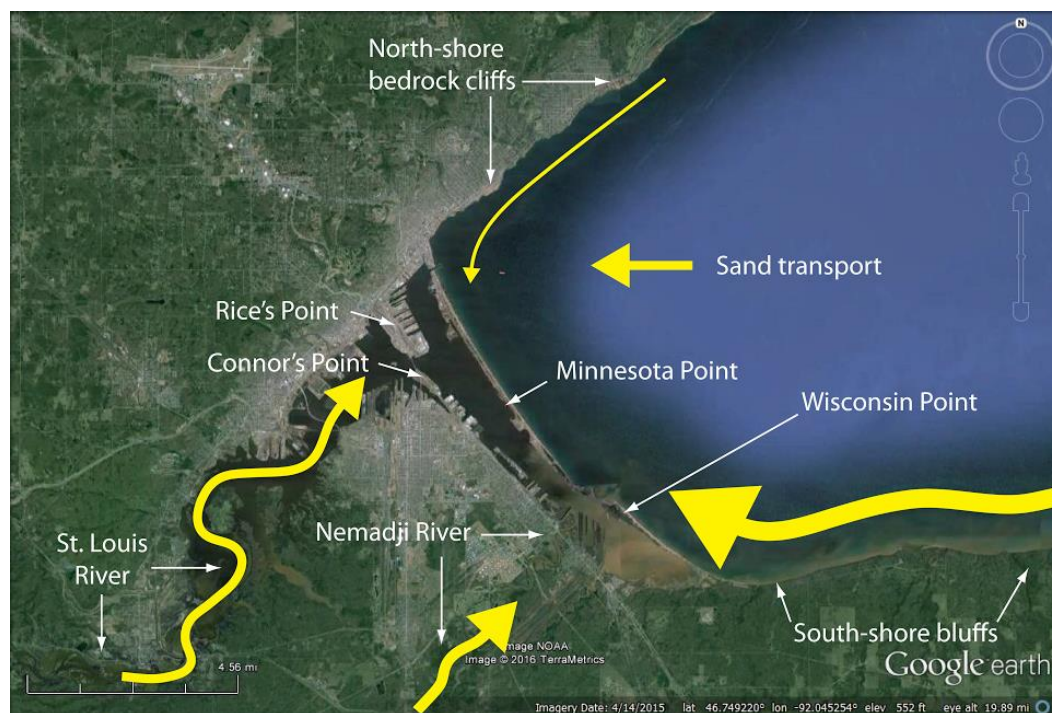 North-shore
bedrock cliffs
N
Sand transport
Rice's Point
Connor's Point
Minnesota Point
Wisconsin Point
Nemadji River
St. Louis
River
South-shore bluffs
4.56 mi
Image NOAA
Image © 2016 TerraMetrics
Google earth
Imagery Date: 4/14/2015 lat 46.749220° lon -92.045254° elev 552 ft eye alt 19.89 mi